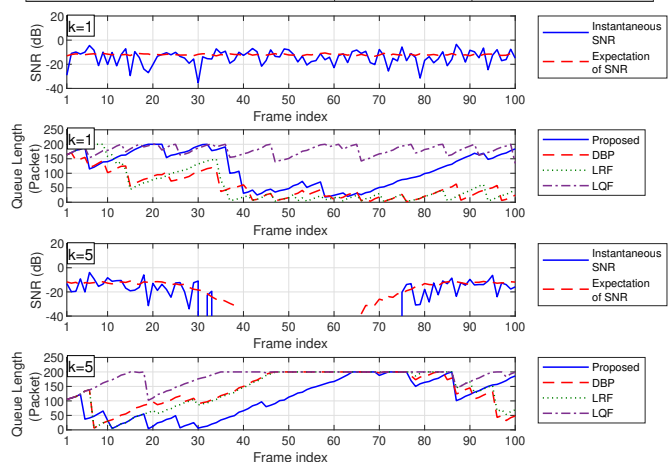 k=1
SNR (dB)
20
0
-20
-40
1 10 20 30 40 50 60 70 80 90 100
Frame index
Instantaneous
SNR
Expectation
of SNR
k=1
Queue Length
(Packet)
250
200
150
100
50
0
1 10 20 30 40 50 60 70 80 90 100
Frame index
Proposed
DBP
LRF
LQF
k=5
SNR (dB)
20
0
-20
-40
1 10 20 30 40 50 60 70 80 90 100
Frame index
Instantaneous
SNR
Expectation
of SNR
k=5
Queue Length
(Packet)
250
200
150
100
50
0
1 10 20 30 40 50 60 70 80 90 100
Frame index
Proposed
DBP
LRF
LQF